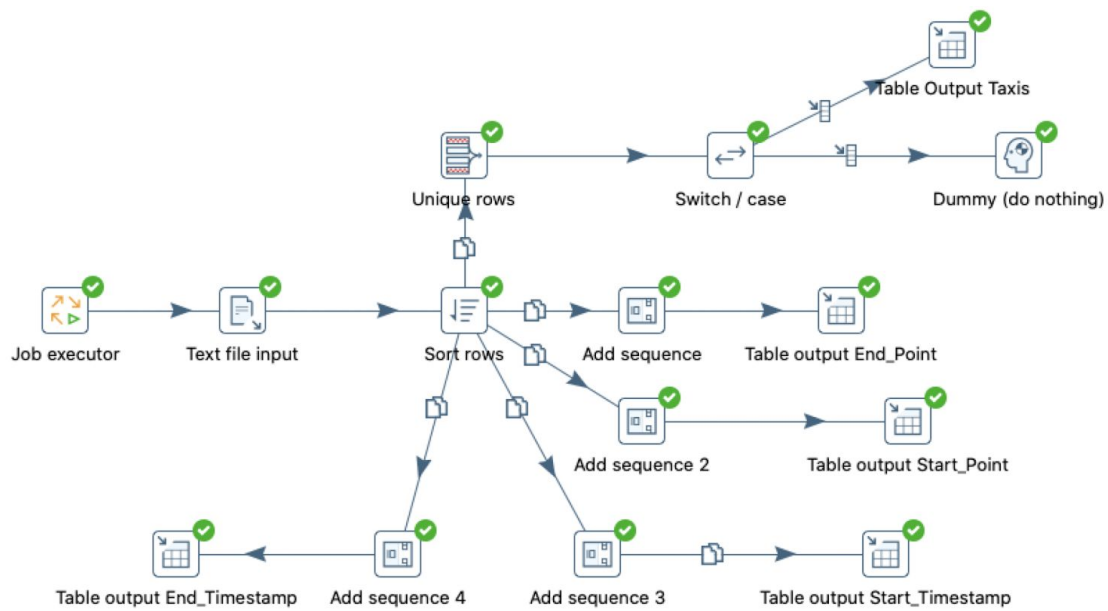 Table Output Taxis
Unique rows
Switch / case
Dummy (do nothing)
Job executor
Text file input
Sort rows
Add sequence
Table output End_Point
Add sequence 2
Table output Start_Point
Table output End_Timestamp
Add sequence 4
Add sequence 3
Table output Start_Timestamp